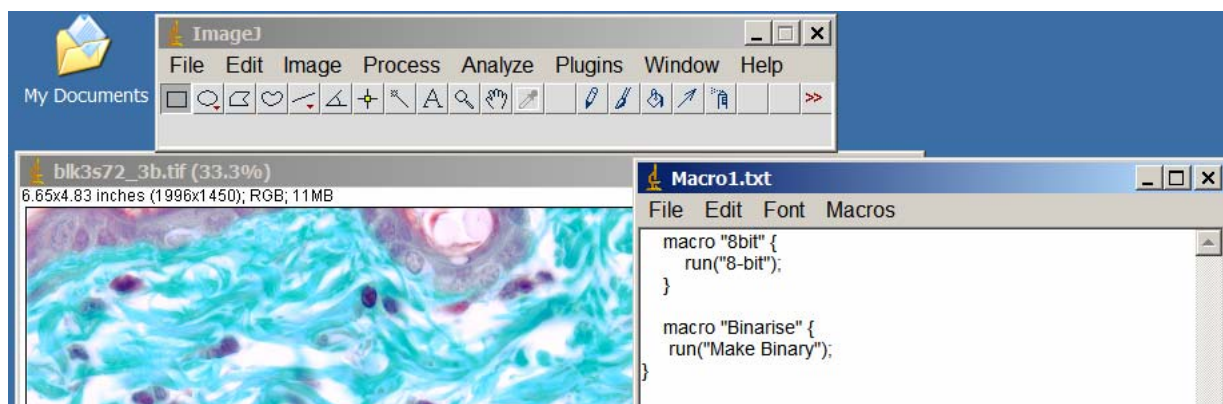 My Documents
ImageJ
File Edit Image Process Analyze Plugins Window Help
A
>>
blk3s72_3b.tif (33.3%)
6.65x4.83 inches (1996x1450); RGB; 11MB
Macro1.txt
File Edit Font Macros
macro "8bit" {
run("8-bit");
}
macro "Binarise" {
run("Make Binary");
}